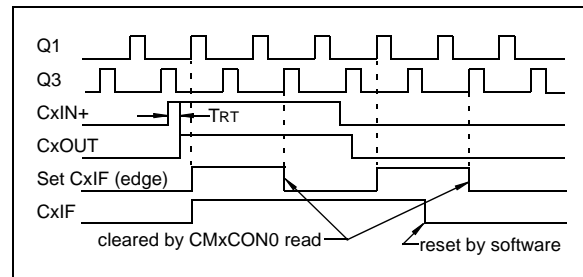 Q1
Q3
CxIN+
TRT
CxOUT
Set CxIF (edge)
CxIF
cleared by CMxCON0 read
reset by software